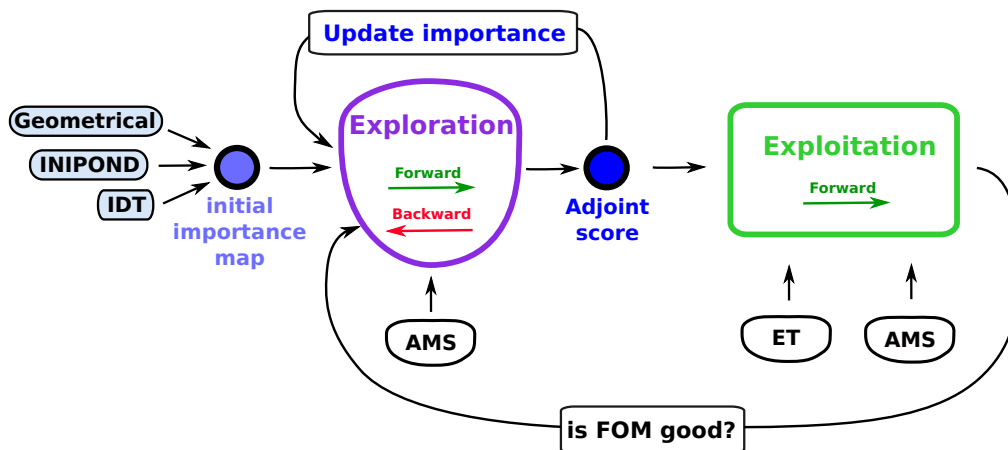 Update importance
Geometrical
INIPOND
IDT
initial
importance
map
Exploration
Forward
Backward
AMS
Adjoint
score
Exploitation
Forward
ET
AMS
is FOM good?